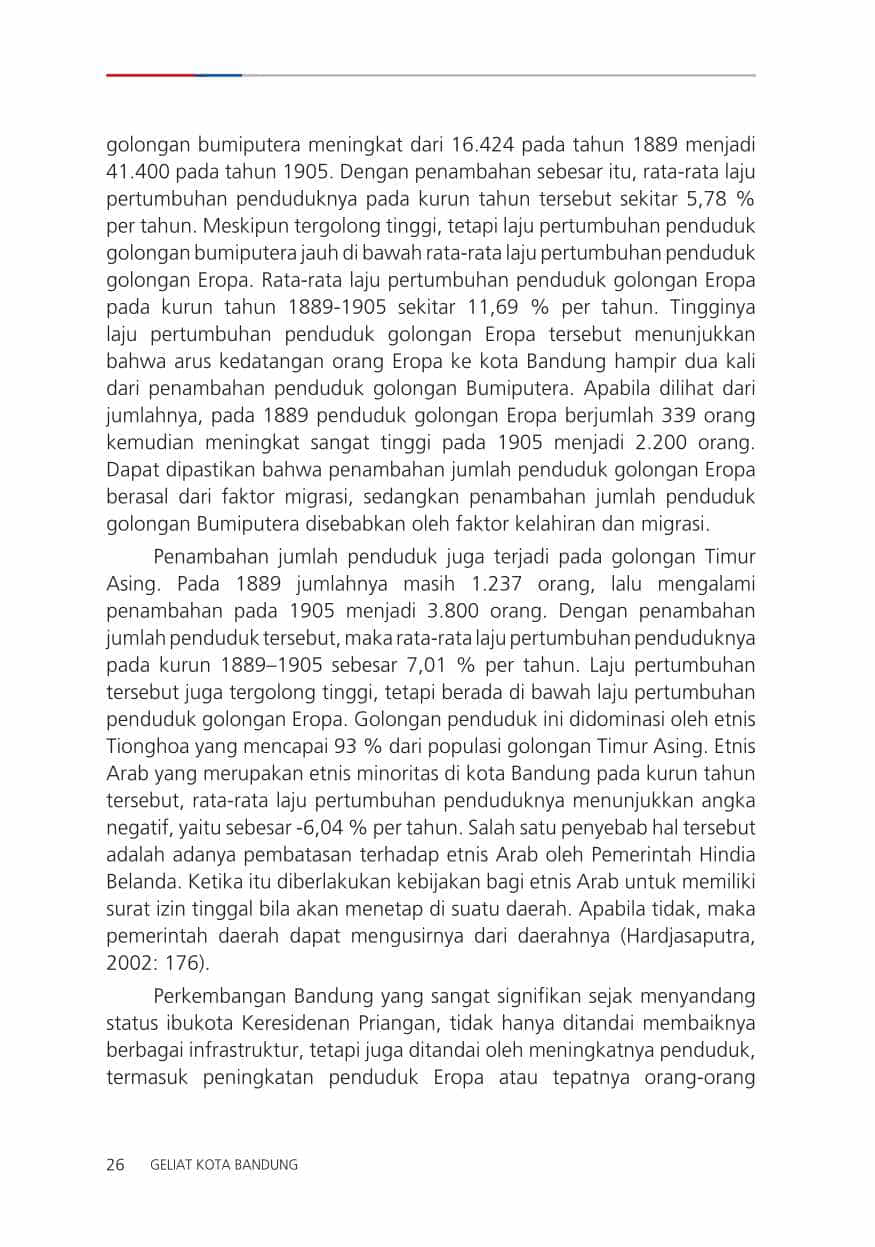 golongan bumiputera meningkat dari 16.424 pada tahun 1889 menjadi
41.400 pada tahun 1905. Dengan penambahan sebesar itu, rata-rata laju
pertumbuhan penduduknya pada kurun tahun tersebut sekitar 5,78 %
per tahun. Meskipun tergolong tinggi, tetapi laju pertumbuhan penduduk
golongan bumiputera jauh di bawah rata-rata laju pertumbuhan penduduk
golongan Eropa. Rata-rata laju pertumbuhan penduduk golongan Eropa
pada kurun tahun 1889-1905 sekitar 11,69 % per tahun. Tingginya
laju pertumbuhan penduduk golongan Eropa tersebut menunjukkan
bahwa arus kedatangan orang Eropa ke kota Bandung hampir dua kali
dari penambahan penduduk golongan Bumiputera. Apabila dilihat dari
jumlahnya, pada 1889 penduduk golongan Eropa berjumlah 339 orang
kemudian meningkat sangat tinggi pada 1905 menjadi 2.200 orang.
Dapat dipastikan bahwa penambahan jumlah penduduk golongan Eropa
berasal dari faktor migrasi, sedangkan penambahan jumlah penduduk
golongan Bumiputera disebabkan oleh faktor kelahiran dan migrasi.
Penambahan jumlah penduduk juga terjadi pada golongan Timur
Asing. Pada 1889 jumlahnya masih 1.237 orang, lalu mengalami
penambahan pada 1905 menjadi 3.800 orang. Dengan penambahan
jumlah penduduk tersebut, maka rata-rata laju pertumbuhan penduduknya
pada kurun 1889–1905 sebesar 7,01 % per tahun. Laju pertumbuhan
tersebut juga tergolong tinggi, tetapi berada di bawah laju pertumbuhan
penduduk golongan Eropa. Golongan penduduk ini didominasi oleh etnis
Tionghoa yang mencapai 93 % dari populasi golongan Timur Asing. Etnis
Arab yang merupakan etnis minoritas di kota Bandung pada kurun tahun
tersebut, rata-rata laju pertumbuhan penduduknya menunjukkan angka
negatif, yaitu sebesar -6,04 % per tahun. Salah satu penyebab hal tersebut
adalah adanya pembatasan terhadap etnis Arab oleh Pemerintah Hindia
Belanda. Ketika itu diberlakukan kebijakan bagi etnis Arab untuk memiliki
surat izin tinggal bila akan menetap di suatu daerah. Apabila tidak, maka
pemerintah daerah dapat mengusirnya dari daerahnya (Hardjasaputra,
2002: 176).
Perkembangan Bandung yang sangat signifikan sejak menyandang
status ibukota Keresidenan Priangan, tidak hanya ditandai membaiknya
berbagai infrastruktur, tetapi juga ditandai oleh meningkatnya penduduk,
termasuk peningkatan penduduk Eropa atau tepatnya orang-orang
26 GELIAT KOTA BANDUNG